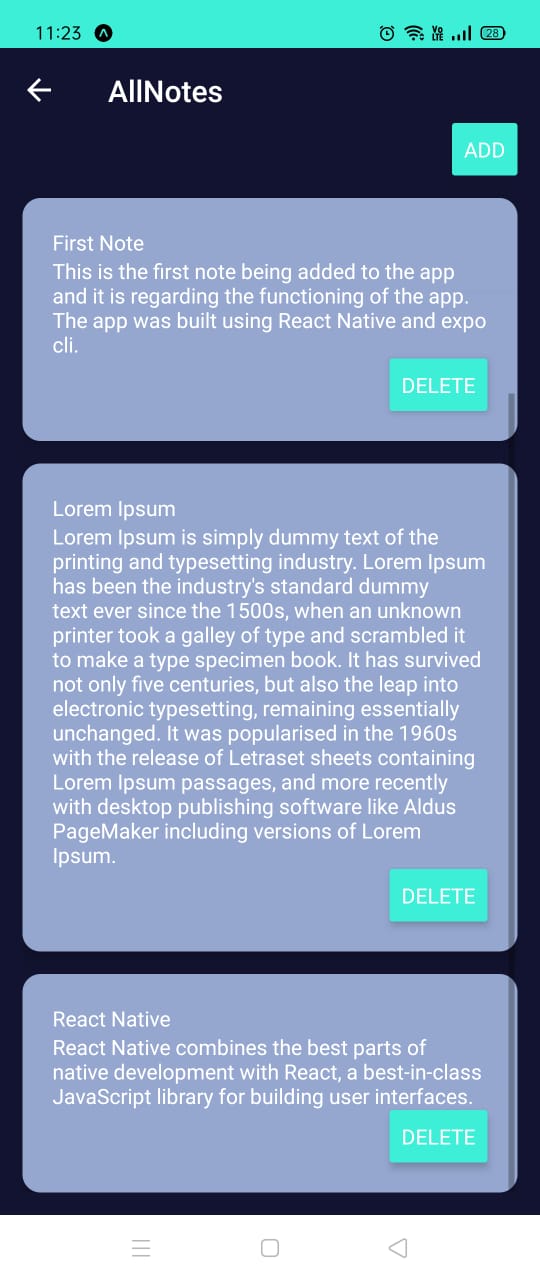 11:23
VO
LTE
28
AllNotes
ADD
First Note
This is the first note being added to the app
and it is regarding the functioning of the app.
The app was built using React Native and expo
cli.
DELETE
Lorem Ipsum
Lorem Ipsum is simply dummy text of the
printing and typesetting industry. Lorem Ipsum
has been the industry's standard dummy
text ever since the 1500s, when an unknown
printer took a galley of type and scrambled it
to make a type specimen book. It has survived
not only five centuries, but also the leap into
electronic typesetting, remaining essentially
unchanged. It was popularised in the 1960s
with the release of Letraset sheets containing
Lorem Ipsum passages, and more recently
with desktop publishing software like Aldus
PageMaker including versions of Lorem
Ipsum.
DELETE
React Native
React Native combines the best parts of
native development with React, a best-in-class
JavaScript library for building user interfaces.
DELETE